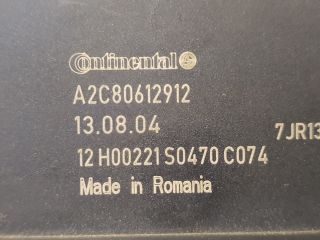 Continental
A2C80612912
13.08.04
7JR13
12 H00221 S0470 C074
Made in Romania